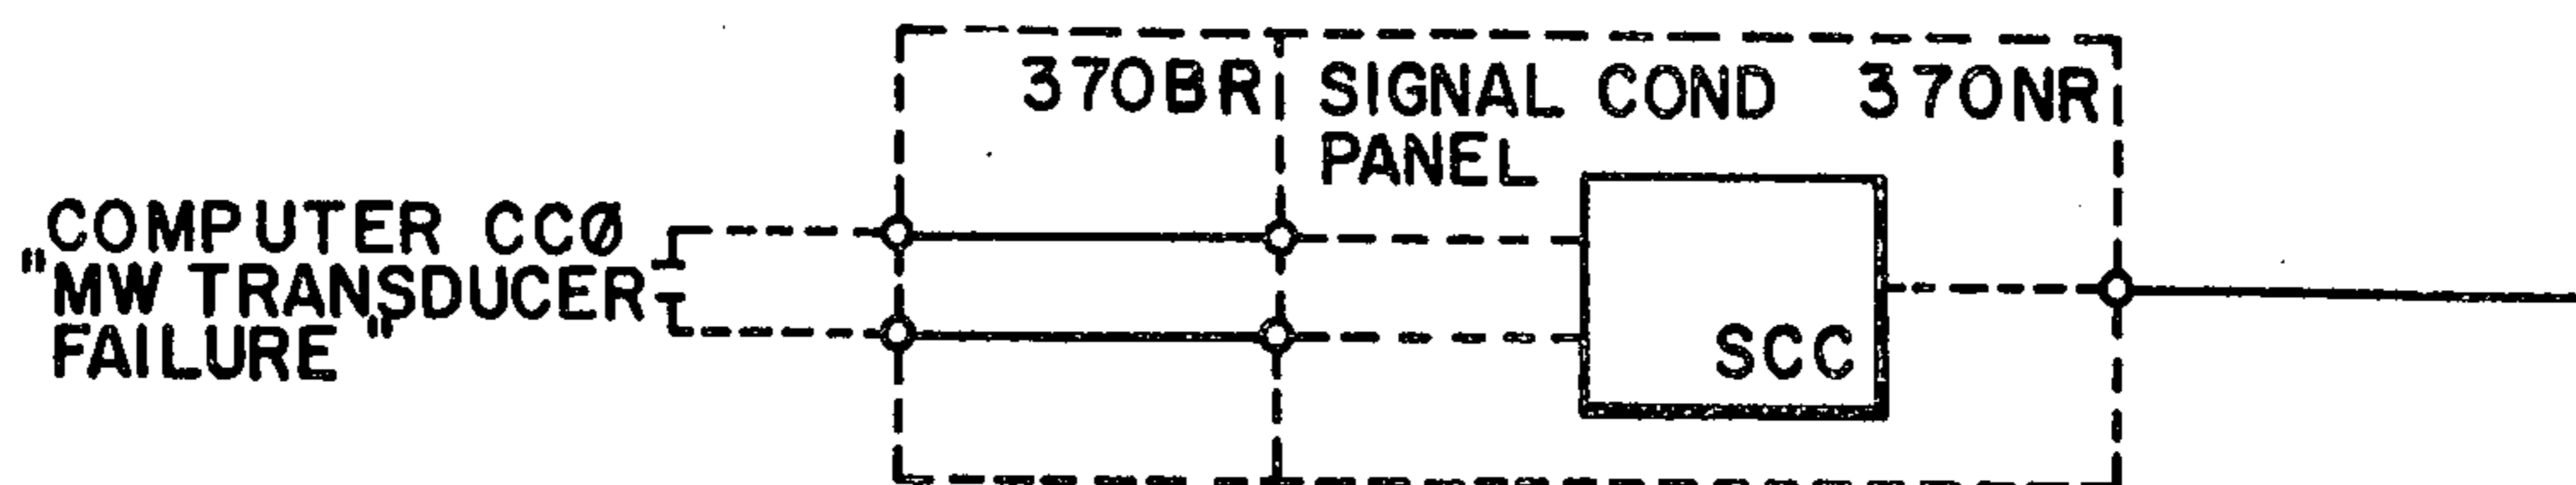 370BR
SIGNAL COND 370NR
PANEL
COMPUTER CCØ
"MW TRANSDUCER
FAILURE"
SCC